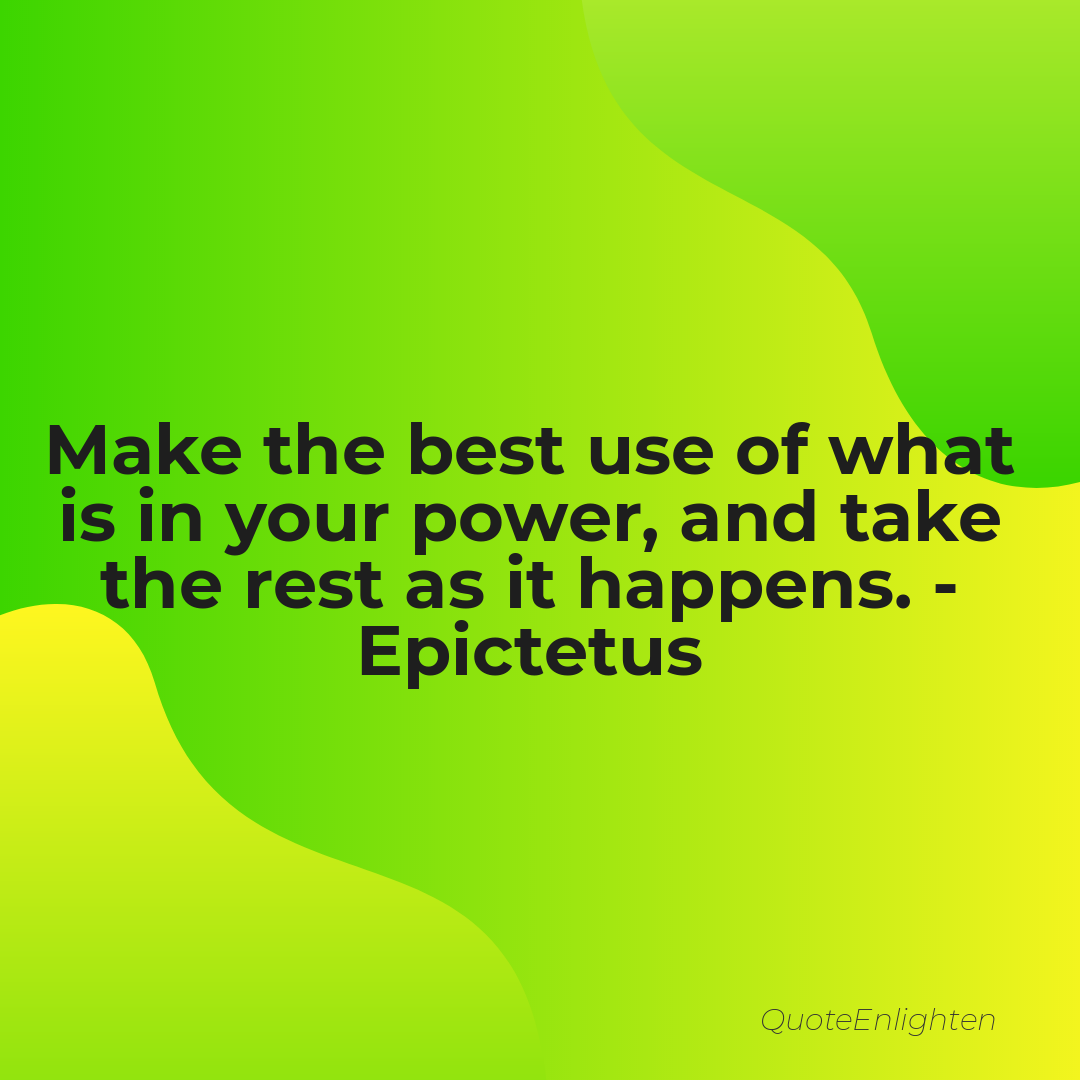 Make the best use of what
is in your power, and take
the rest as it happens. -
Epictetus
QuoteEnlighten